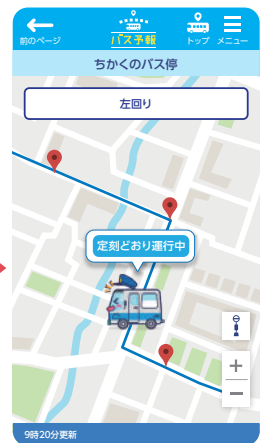 前のページ
バス予報
トップ
メニュー
ちかくのバス停
左回り
定刻どおり運行中
+
−
9時20分更新